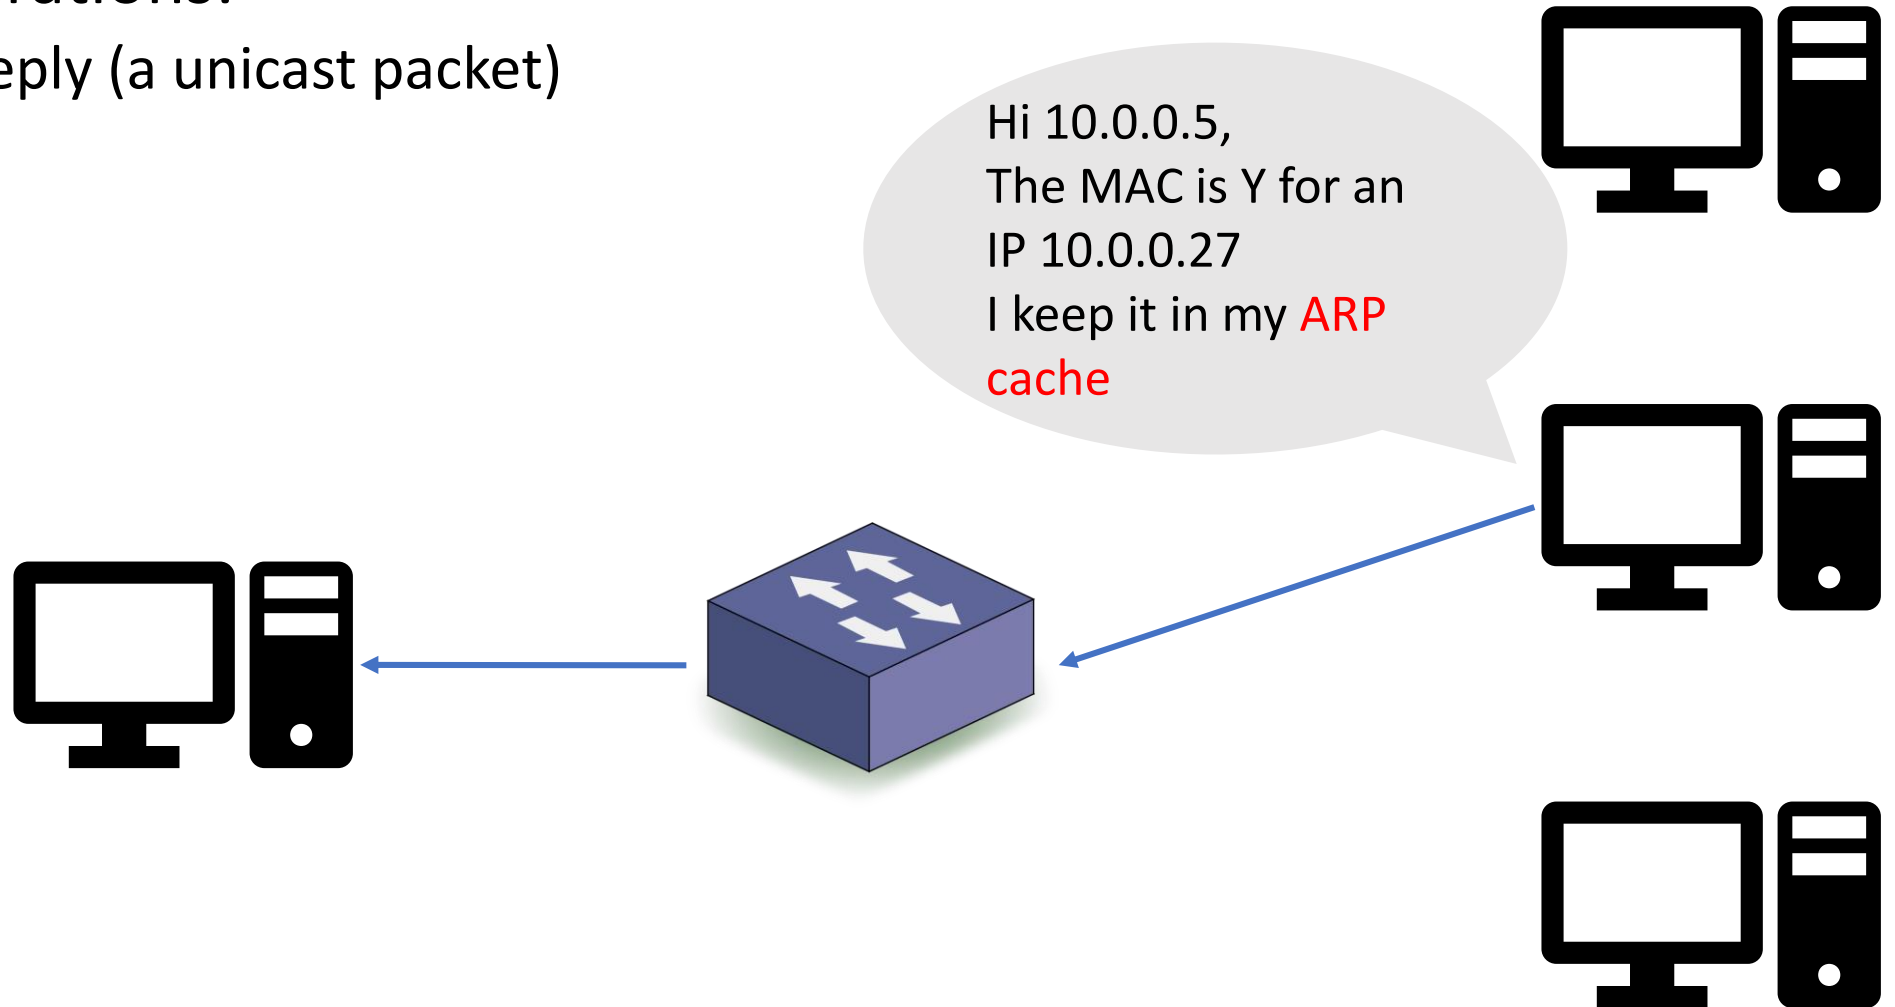 eply (a unicast packet)
Hi 10.0.0.5,
The MAC is Y for an
IP 10.0.0.27
I keep it in my ARP
cache